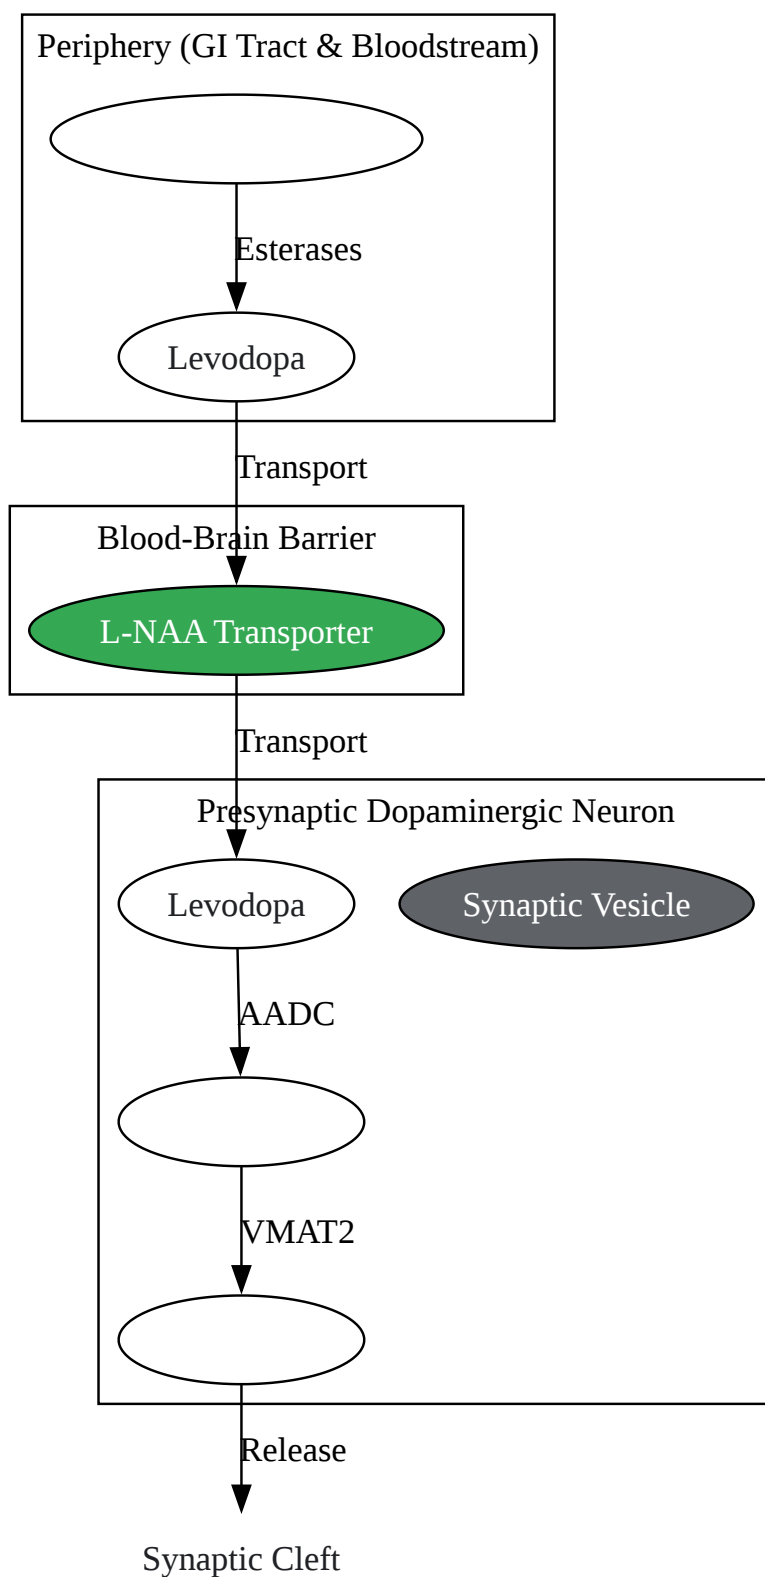 Periphery (GI Tract & Bloodstream)
Esterases
Levodopa
Transport
Blood-Brain Barrier
L-NAA Transporter
Transport
Presynaptic Dopaminergic Neuron
Levodopa
Synaptic Vesicle
AADC
VMAT2
Release
Synaptic Cleft